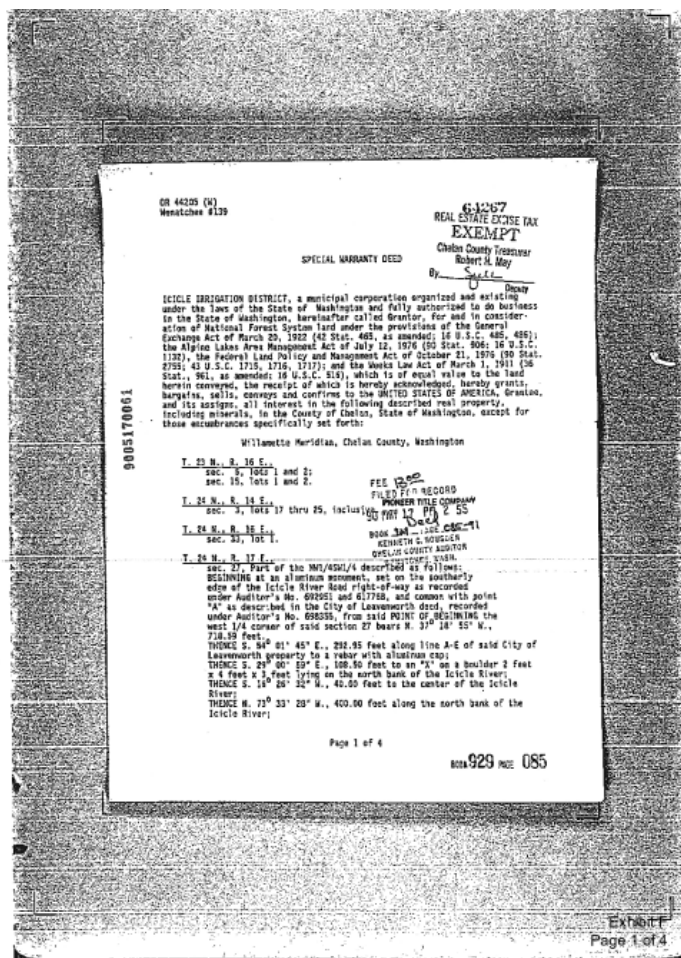 OR 44205 (W)
Wenatchee #139
64267
REAL ESTATE EXCISE TAX
EXEMPT
Chelan County Treasurer
Robert H. May
By
Deputy
SPECIAL WARRANTY DEED
ICICLE IRRIGATION DISTRICT, a municipal corporation organized and existing
under the laws of the State of Washington and fully authorized to do business
in the State of Washington, hereinafter called Grantor, for and in consider-
ation of National Forest System land under the provisions of the General
Exchange Act of March 20, 1922 (42 Stat. 465, as amended; 16 U.S.C. 485, 486);
the Alpine Lakes Area Management Act of July 12, 1976 (90 Stat. 906; 16 U.S.C.
1132), the Federal Land Policy and Management Act of October 21, 1976 (90 Stat.
2755; 43 U.S.C. 1715, 1716, 1717); and the Weeks Law Act of March 1, 1911 (36
Stat., 961, as amended; 16 U.S.C. 516), which is of equal value to the land
herein conveyed, the receipt of which is hereby acknowledged, hereby grants,
bargains, sells, conveys and confirms to the UNITED STATES OF AMERICA, Grantee,
and its assigns, all interest in the following described real property,
including minerals, in the County of Chelan, State of Washington, except for
those encumbrances specifically set forth:
9005170061
Willamette Meridian, Chelan County, Washington
T. 23 N., R. 16 E.,
sec. 5, lots 1 and 2;
sec. 15, lots 1 and 2.
T. 24 N., R. 14 E.,
sec. 3, lots 17 thru 25, inclusive
T. 24 N., R. 16 E.,
sec. 33, lot 1.
FEE 12.00
FILED FOR RECORD
PIONEER TITLE COMPANY
90 MAY 17 PM 2 55
Deed
BOOK PAGE 085-91
KENNETH C.
CHELAN COUNTY AUDITOR
WENATCHEE, WASH.
T. 24 N., R. 17 E.,
sec. 27, Part of the NW1/4SW1/4 described as follows:
BEGINNING at an aluminum monument, set on the southerly
edge of the Icicle River Road right-of-way as recorded
under Auditor's No. 692951 and 617768, and common with point
"A" as described in the City of Leavenworth deed, recorded
under Auditor's No. 698355, from said POINT OF BEGINNING the
west 1/4 corner of said section 27 bears N. 37° 18' 55" W.,
710.59 feet.
THENCE S. 54° 01' 45" E., 292.95 feet along line A-E of said City of
Leavenworth property to a rebar with aluminum cap;
THENCE S. 29° 00' 59" E., 108.50 feet to an "X" on a boulder 2 feet
x 4 feet x 3 feet lying on the north bank of the Icicle River;
THENCE S. 16° 26' 32" W., 40.00 feet to the center of the Icicle
River;
THENCE N. 73° 33' 28" W., 400.00 feet along the north bank of the
Icicle River;
Page 1 of 4
BOOK 929 PAGE 085
Exhibit F
Page 1 of 4